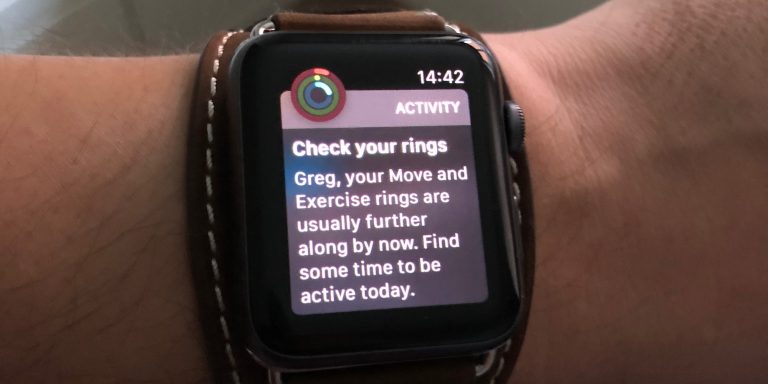 14:42
ACTIVITY
Check your rings
Greg, your Move and
Exercise rings are
usually further
along by now. Find
some time to be
active today.